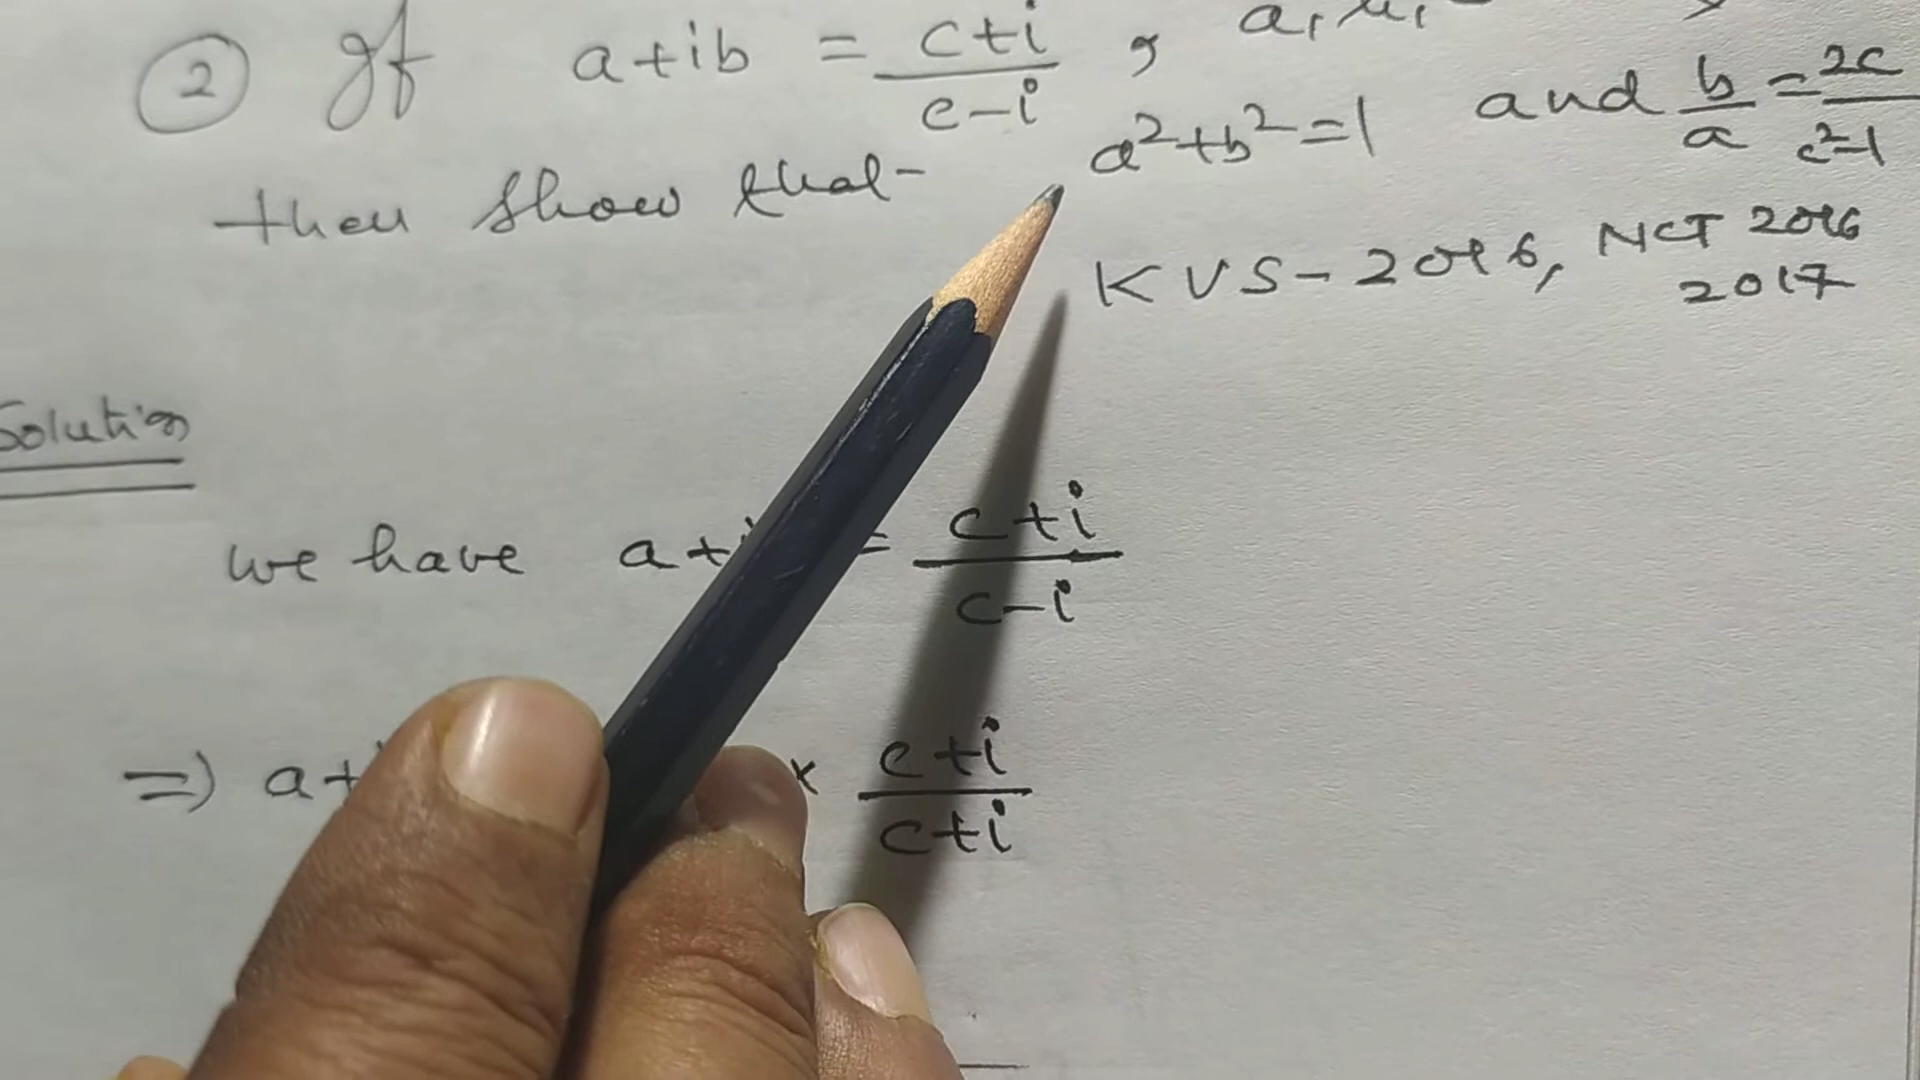 ② If a+ib = c+i / c-i ,
then show that a²+b²=1 and b/a = 2c / c²-1
KVS-2016, NCT 2016
2017
Solution
we have a+i = c+i / c-i
=) a+ × c+i / c+i